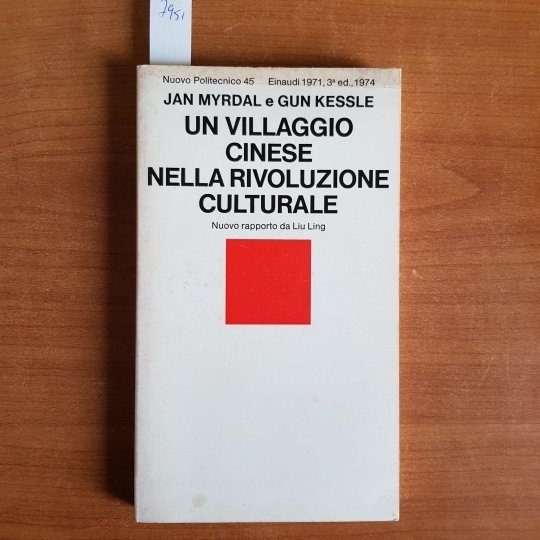 7951
Nuovo Politecnico 45 Einaudi 1971, 3ª ed., 1974
JAN MYRDAL e GUN KESSLE
UN VILLAGGIO
CINESE
NELLA RIVOLUZIONE
CULTURALE
Nuovo rapporto da Liu Ling